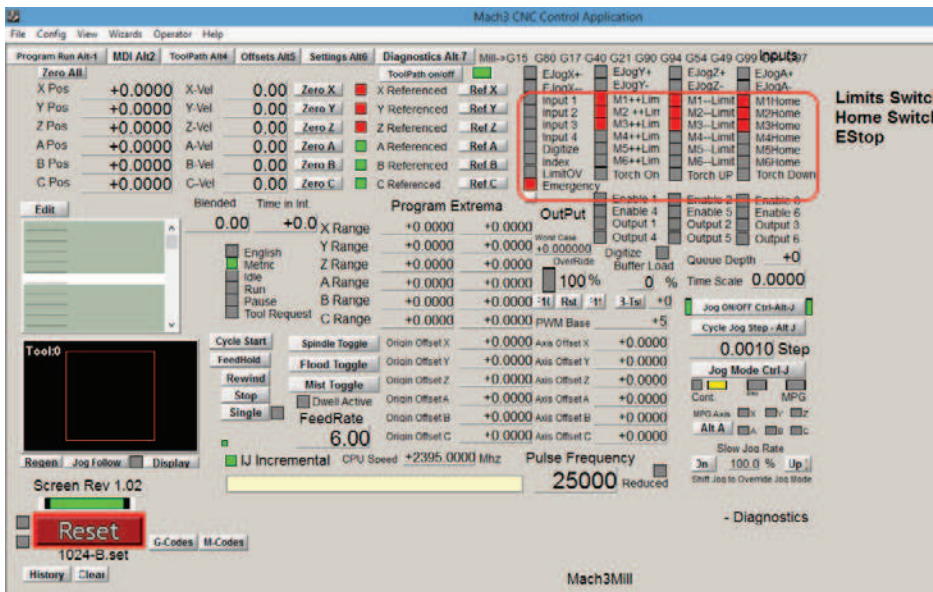 Mach3 CNC Control Application
File Config View Wizards Operator Help
Program Run Alt-1 MDI Alt2 ToolPath Alt4 Offsets Alt5 Settings Alt6 Diagnostics Alt-7 Mill->G15 G80 G17 G40 G21 G90 G94 G54 G49 G99
Inputs
Zero All
ToolPath on/off
EJogX+ EJogY+ EJogZ+ EJogA+
EJogX- EJogY- EJogZ- EJogA-
X Pos +0.0000 X-Vel 0.00 Zero X X Referenced Ref X
Y Pos +0.0000 Y-Vel 0.00 Zero Y Y Referenced Ref Y
Z Pos +0.0000 Z-Vel 0.00 Zero Z Z Referenced Ref Z
A Pos +0.0000 A-Vel 0.00 Zero A A Referenced Ref A
B Pos +0.0000 B-Vel 0.00 Zero B B Referenced Ref B
C Pos +0.0000 C-Vel 0.00 Zero C C Referenced Ref C
Input 1 M1++Lim M1--Limit M1Home
Input 2 M2 ++Lim M2--Limit M2Home
Input 3 M3++Lim M3--Limit M3Home
Input 4 M4++Lim M4--Limit M4Home
Digitize M5++Lim M5--Limit M5Home
Index M6++Lim M6--Limit M6Home
LimitOV Torch On Torch UP Torch Down
Emergency
Limits Switc
Home Switch
EStop
Edit
Blended Time in Int.
0.00 +0.0
English
Metric
Idle
Run
Pause
Tool Request
Program Extrema
X Range +0.0000 +0.0000
Y Range +0.0000 +0.0000
Z Range +0.0000 +0.0000
A Range +0.0000 +0.0000
B Range +0.0000 +0.0000
C Range +0.0000 +0.0000
OutPut
Enable 1 Enable 2 Enable 3
Enable 4 Enable 5 Enable 6
Output 1 Output 2 Output 3
Output 4 Output 5 Output 6
Worst Case
+0.000000
Digitize
OverRide
100 %
Rst
Buffer Load
0 %
+0
PWM Base +5
Queue Depth +0
Time Scale 0.0000
Jog ON/OFF Ctrl-Alt-J
Cycle Jog Step - Alt J
0.0010 Step
Jog Mode Ctrl-J
Cont. MPG
MPG Axis X Y Z
Alt A A B C
Slow Jog Rate
100.0 % Up
Shift Jog to Override Jog Mode
Tool:0
Regen Jog Follow Display
Cycle Start
FeedHold
Rewind
Stop
Single
Spindle Toggle
Flood Toggle
Mist Toggle
Dwell Active
FeedRate
6.00
Origin Offset X +0.0000 Axis Offset X +0.0000
Origin Offset Y +0.0000 Axis Offset Y +0.0000
Origin Offset Z +0.0000 Axis Offset Z +0.0000
Origin Offset A +0.0000 Axis Offset A +0.0000
Origin Offset B +0.0000 Axis Offset B +0.0000
Origin Offset C +0.0000 Axis Offset C +0.0000
IJ Incremental CPU Speed +2395.0000 Mhz
Pulse Frequency
25000 Reduced
Screen Rev 1.02
Reset
G-Codes M-Codes
1024-B.set
History Clear
- Diagnostics
Mach3Mill